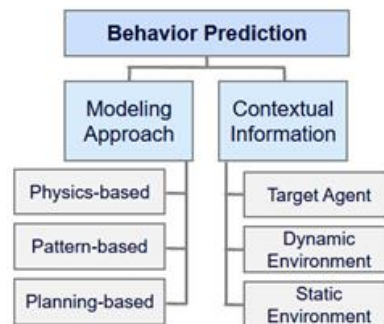 Behavior Prediction
Modeling
Approach
Contextual
Information
Physics-based
Pattern-based
Planning-based
Target Agent
Dynamic
Environment
Static
Environment